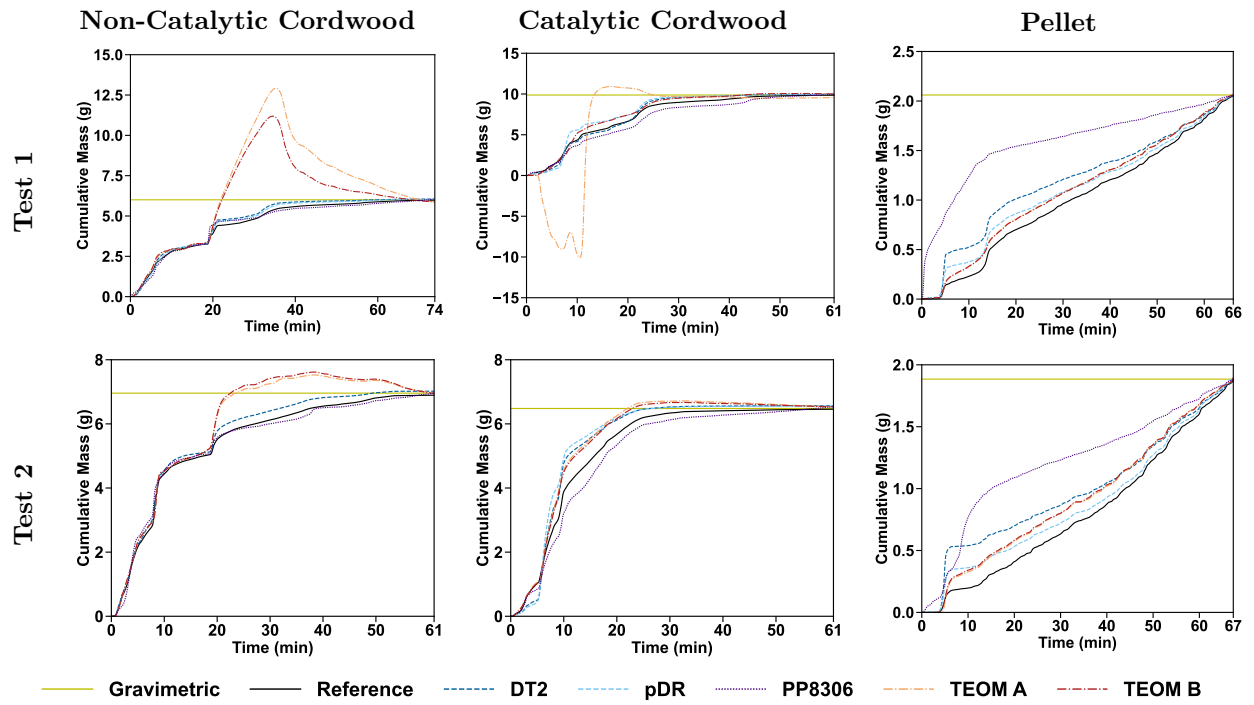 Non-Catalytic Cordwood
Catalytic Cordwood
Pellet
Test 1
Cumulative Mass (g)
15.0
12.5
10.0
7.5
5.0
2.5
0.0
0 20 40 60 74
Time (min)
Cumulative Mass (g)
15
10
5
0
−5
−10
−15
0 10 20 30 40 50 61
Time (min)
Cumulative Mass (g)
2.5
2.0
1.5
1.0
0.5
0.0
0 10 20 30 40 50 60 66
Time (min)
Test 2
Cumulative Mass (g)
8
6
4
2
0
0 10 20 30 40 50 61
Time (min)
Cumulative Mass (g)
8
6
4
2
0
0 10 20 30 40 50 61
Time (min)
Cumulative Mass (g)
2.0
1.5
1.0
0.5
0.0
0 10 20 30 40 50 60 67
Time (min)
Gravimetric Reference DT2 pDR PP8306 TEOM A TEOM B